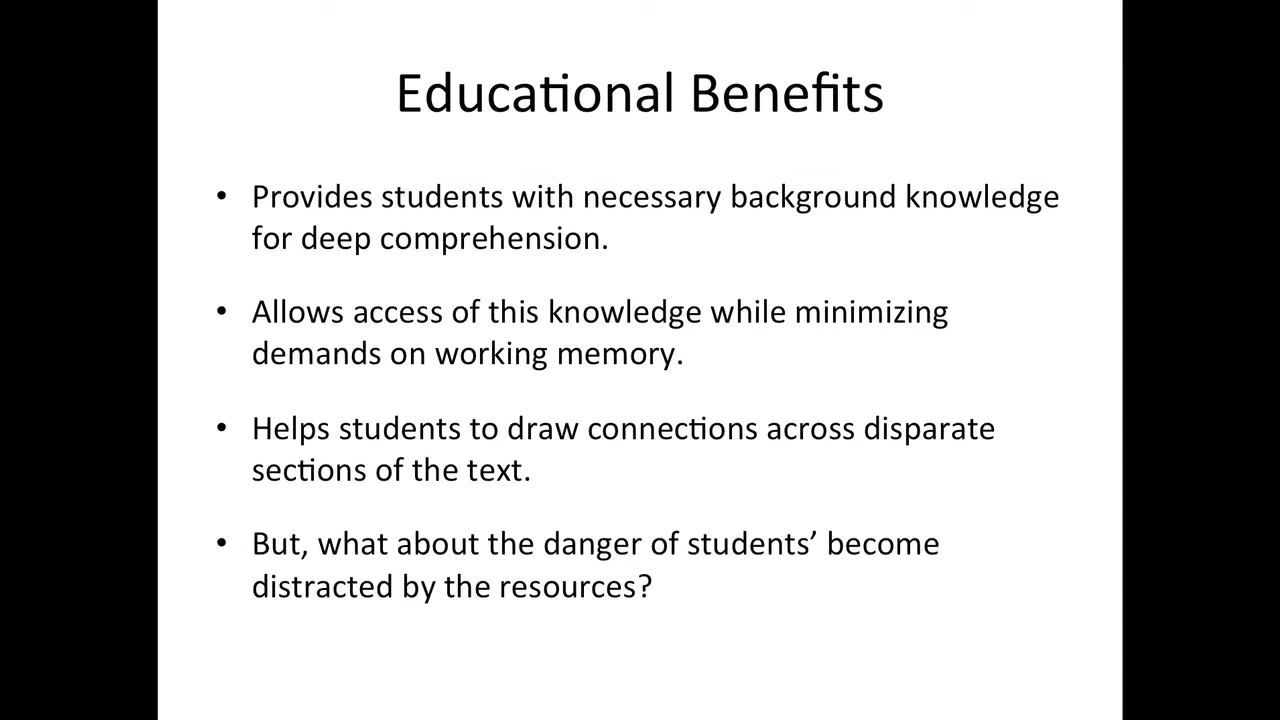 Educational Benefits
• Provides students with necessary background knowledge
for deep comprehension.
• Allows access of this knowledge while minimizing
demands on working memory.
• Helps students to draw connections across disparate
sections of the text.
• But, what about the danger of students’ become
distracted by the resources?